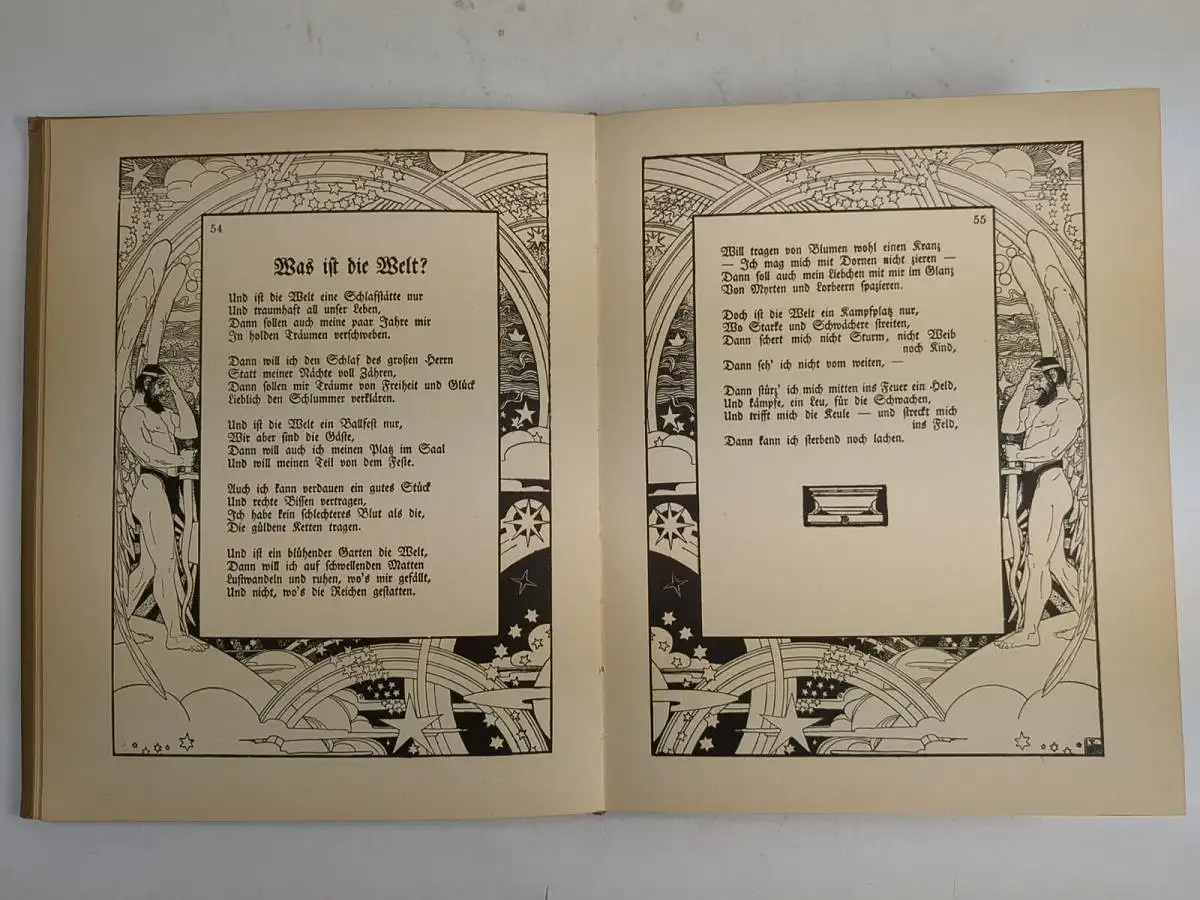 54
Was ist die Welt?
Und ist die Welt eine Schlafstätte nur
Und traumhaft all unser Leben,
Dann sollen auch meine paar Jahre mir
In holden Träumen verschweben.
Dann will ich den Schlaf des großen Herrn
Statt meiner Nächte voll Zähren,
Dann sollen mir Träume von Freiheit und Glück
Lieblich den Schlummer verklären.
Und ist die Welt ein Ballfest nur,
Wir aber sind die Gäste,
Dann will auch ich meinen Platz im Saal
Und will meinen Teil von dem Feste.
Auch ich kann verdauen ein gutes Stück
Und rechte Bissen vertragen,
Ich habe kein schlechteres Blut als die,
Die güldene Ketten tragen.
Und ist ein blühender Garten die Welt,
Dann will ich auf schwellenden Matten
Lustwandeln und ruhen, wo's mir gefällt,
Und nicht, wo's die Reichen gestatten.
55
Will tragen von Blumen wohl einen Kranz
— Ich mag mich mit Dornen nicht zieren —
Dann soll auch mein Liebchen mit mir im Glanz
Von Myrten und Lorbeern spazieren.
Doch ist die Welt ein Kampfplatz nur,
Wo Starke und Schwächere streiten,
Dann schert mich nicht Sturm, nicht Weib
noch Kind,
Dann seh' ich nicht vom weiten, —
Dann stürz' ich mich mitten ins Feuer ein Held,
Und kämpfe, ein Leu, für die Schwachen,
Und trifft mich die Keule — und streckt mich
ins Feld,
Dann kann ich sterbend noch lachen.